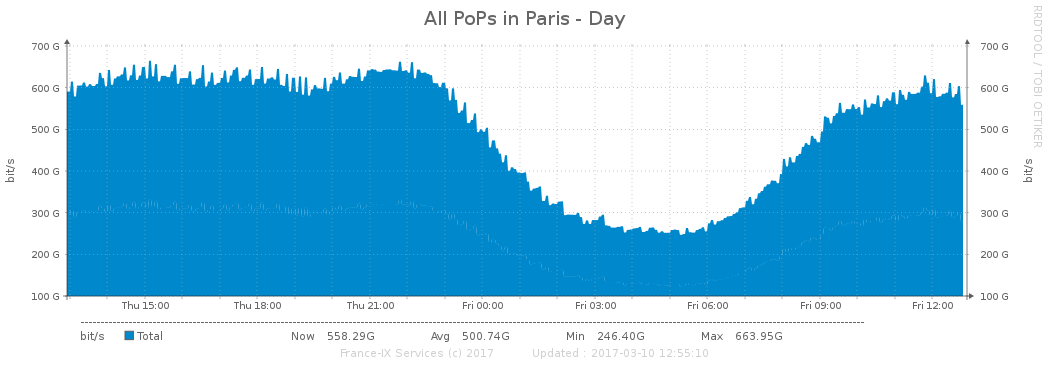 All PoPs in Paris - Day
RRDTOOL / TOBI OETIKER
700 G 700 G
600 G 600 G
500 G 500 G
400 G 400 G
300 G 300 G
200 G 200 G
100 G 100 G
bit/s bit/s
Thu 15:00 Thu 18:00 Thu 21:00 Fri 00:00 Fri 03:00 Fri 06:00 Fri 09:00 Fri 12:00
bit/s Total Now 558.29G Avg 500.74G Min 246.40G Max 663.95G
France-IX Services (c) 2017 Updated : 2017-03-10 12:55:10